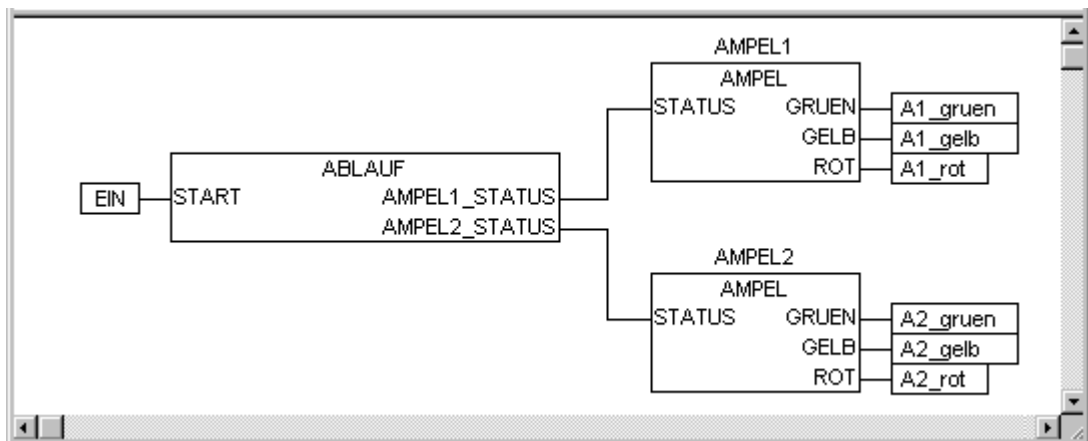 AMPEL1
AMPEL
STATUS GRUEN A1_gruen
GELB A1_gelb
ROT A1_rot
ABLAUF
EIN START AMPEL1_STATUS
AMPEL2_STATUS
AMPEL2
AMPEL
STATUS GRUEN A2_gruen
GELB A2_gelb
ROT A2_rot